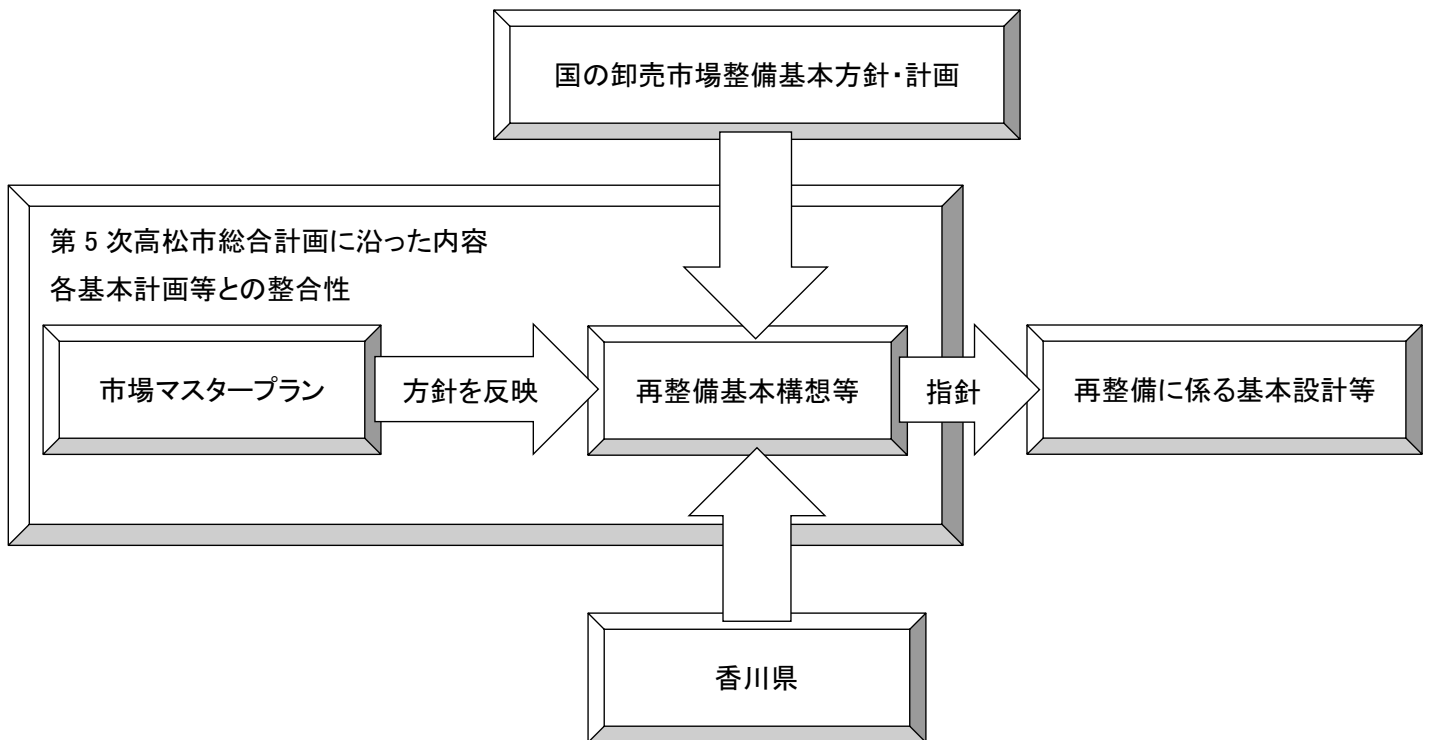 国の卸売市場整備基本方針・計画
第5次高松市総合計画に沿った内容
各基本計画等との整合性
市場マスタープラン
方針を反映
再整備基本構想等
指針
再整備に係る基本設計等
香川県